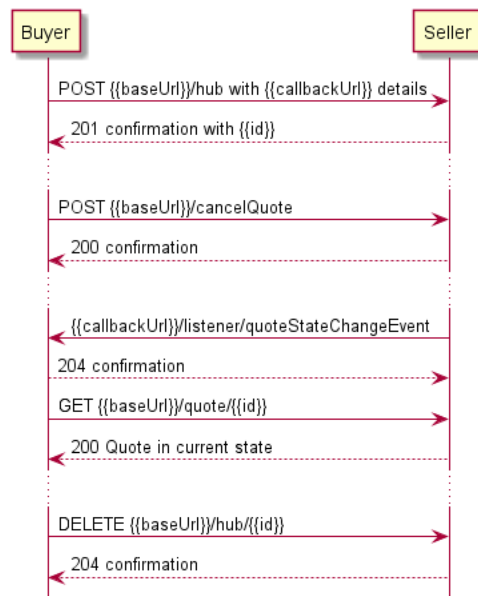 Buyer
Seller
POST {{baseUrl}}/hub with {{callbackUrl}} details
201 confirmation with {{id}}
POST {{baseUrl}}/cancelQuote
200 confirmation
{{callbackUrl}}/listener/quoteStateChangeEvent
204 confirmation
GET {{baseUrl}}/quote/{{id}}
200 Quote in current state
DELETE {{baseUrl}}/hub/{{id}}
204 confirmation